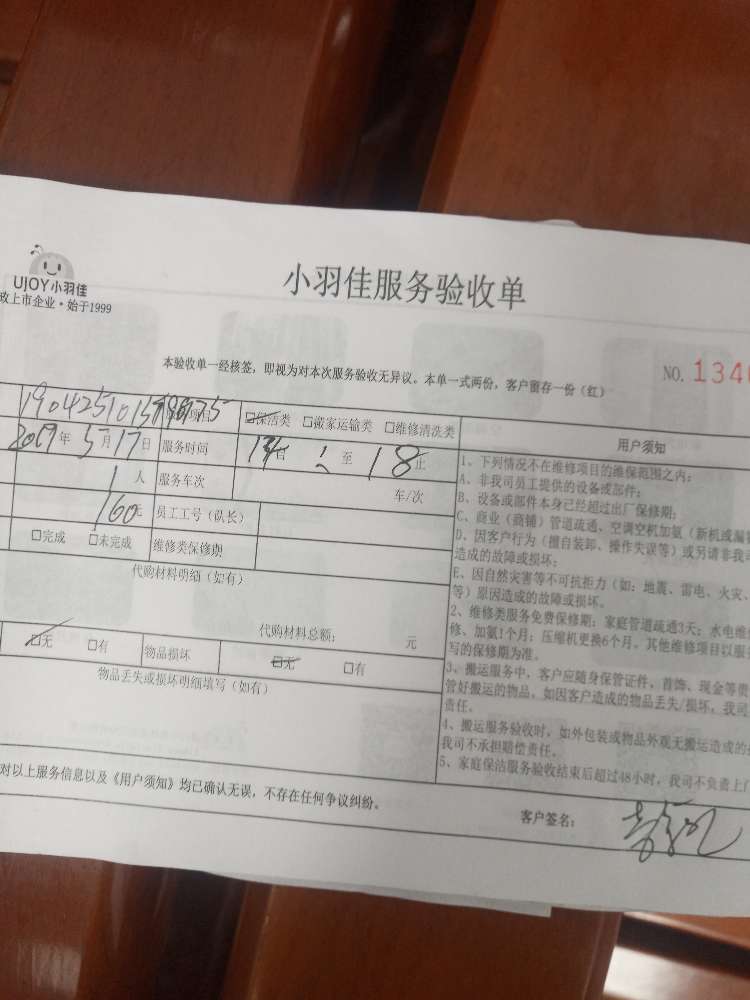 UJOY小羽佳
政上市企业·始于1999
小羽佳服务验收单
本验收单一经接签，即视为对本次服务验收无异议。本单一式两份，客户留存一份（红）
NO. 134
项目 保洁类 搬家运输类 维修清洗类
年 5月17日 服务时间 至 18止
1人 服务车次 车/次
160元 员工工号（队长）
完成 未完成 维修类保修期
代购材料明细（如有）
代购材料总额： 元
无 有 物品损坏 无 有
物品丢失或损坏明细填写（如有）
对以上服务信息以及《用户须知》均已确认无误，不存在任何争议纠纷。
用户须知
1、下列情况不在维修项目的维保范围之内：
A、非我司员工提供的设备或部件；
B、设备或部件本身已经超过出厂保修期；
C、商业（商铺）管道疏通、空调空机加氨（新机或漏
D、因客户行为（擅自装卸、操作失误等）或另请非我
造成的故障或损坏；
E、因自然灾害等不可抗拒力（如：地震、雷电、火灾、
等）原因造成的故障或损坏。
2、维修类服务免费保修期：家庭管道疏通3天；水电维
修、加氨1个月；压缩机更换6个月。其他维修项目以服
写的保修期为准。
3、搬运服务中，客户应随身保管证件，首饰、现金等贵
管好搬运的物品，如因客户造成的物品丢失/损坏，我司
责任。
4、搬运服务验收时，如外包装或物品外观无搬运造成的
我司不承担赔偿责任。
5、家庭保洁服务验收结束后超过48小时，我司不负责上
客户签名：